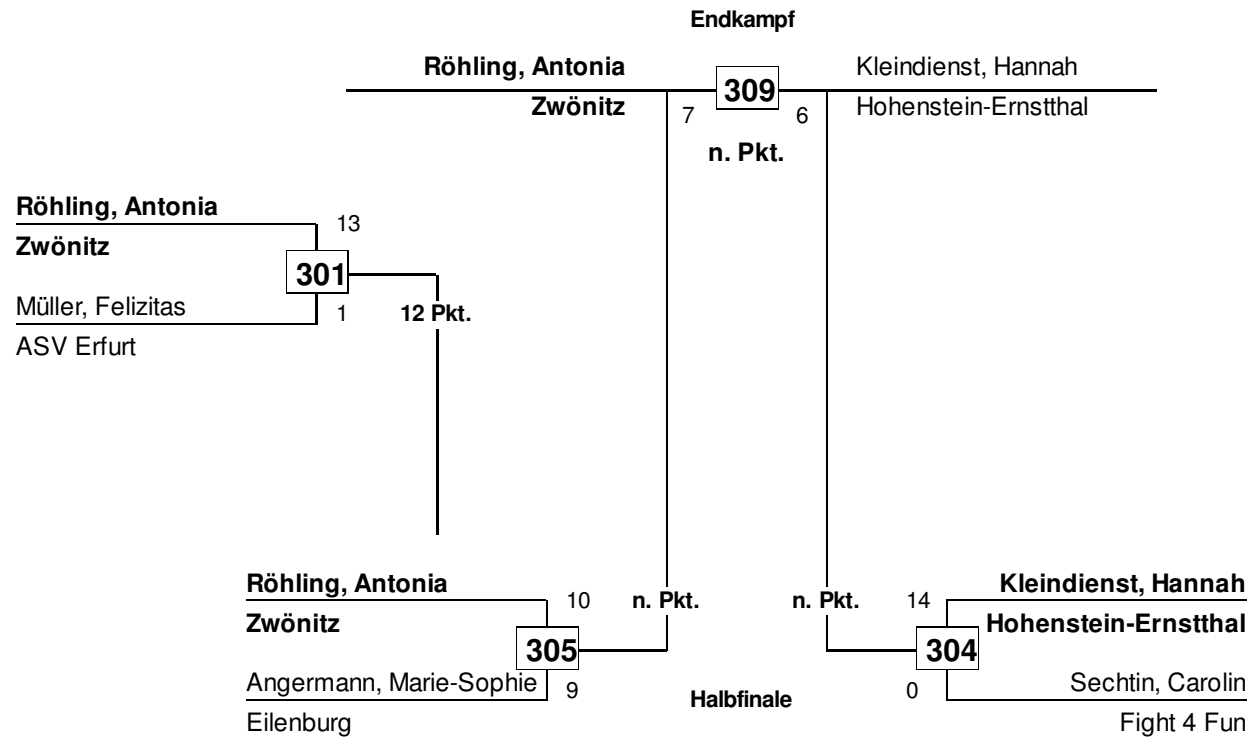 Endkampf
Röhling, Antonia
Zwönitz
7
309
6
n. Pkt.
Kleindienst, Hannah
Hohenstein-Ernstthal
Röhling, Antonia
Zwönitz
13
301
12 Pkt.
Müller, Felizitas
1
ASV Erfurt
Röhling, Antonia
Zwönitz
10
n. Pkt.
305
Angermann, Marie-Sophie
9
Eilenburg
Halbfinale
n. Pkt.
14
Kleindienst, Hannah
Hohenstein-Ernstthal
304
0
Sechtin, Carolin
Fight 4 Fun